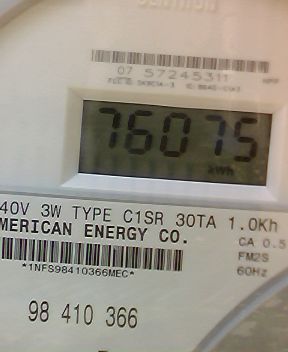 07 57245311
76075
kWh
40V 3W TYPE C1SR 30TA 1.0Kh
MERICAN ENERGY CO.
CA 0.5
FM2S
*1NFS98410366MEC*
60Hz
98 410 366